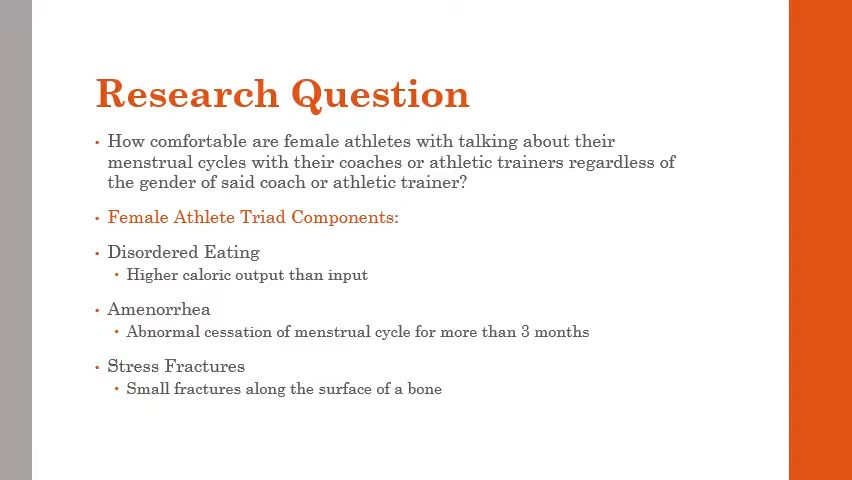 Research Question
• How comfortable are female athletes with talking about their
menstrual cycles with their coaches or athletic trainers regardless of
the gender of said coach or athletic trainer?
• Female Athlete Triad Components:
• Disordered Eating
• Higher caloric output than input
• Amenorrhea
• Abnormal cessation of menstrual cycle for more than 3 months
• Stress Fractures
• Small fractures along the surface of a bone